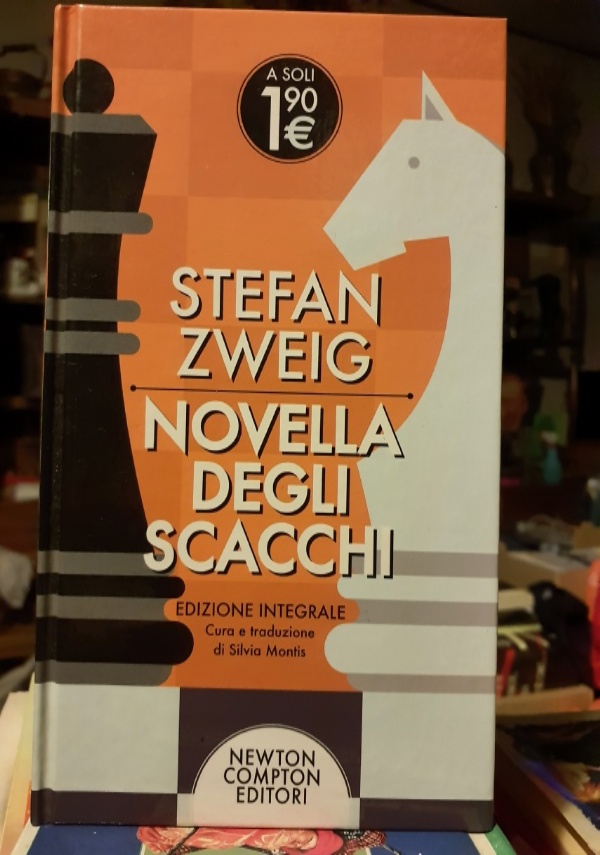 A SOLI
1,90
€
STEFAN
ZWEIG
NOVELLA
DEGLI
SCACCHI
EDIZIONE INTEGRALE
Cura e traduzione
di Silvia Montis
NEWTON
COMPTON
EDITORI